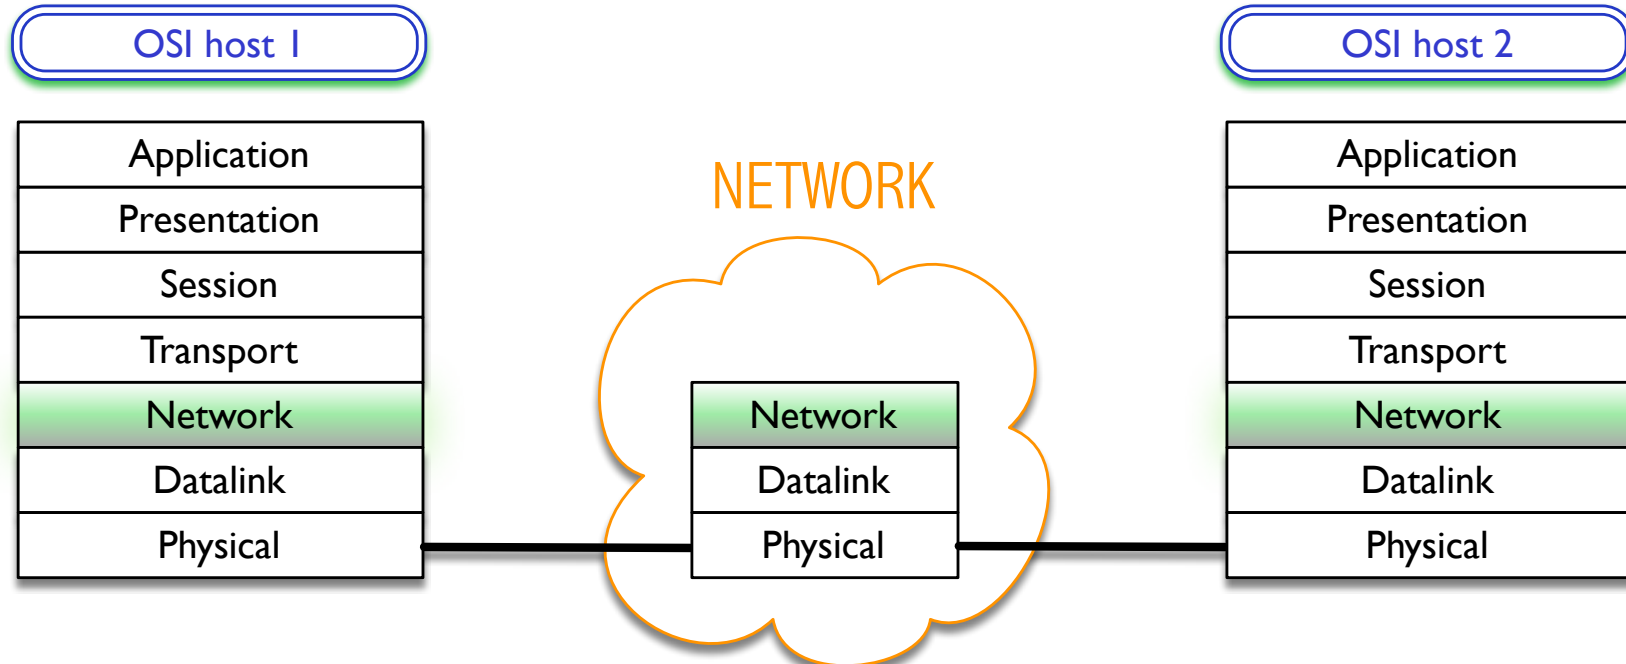 OSI host 1
OSI host 2
NETWORK
Application
Presentation
Session
Transport
Network
Datalink
Physical
Network
Datalink
Physical
Application
Presentation
Session
Transport
Network
Datalink
Physical